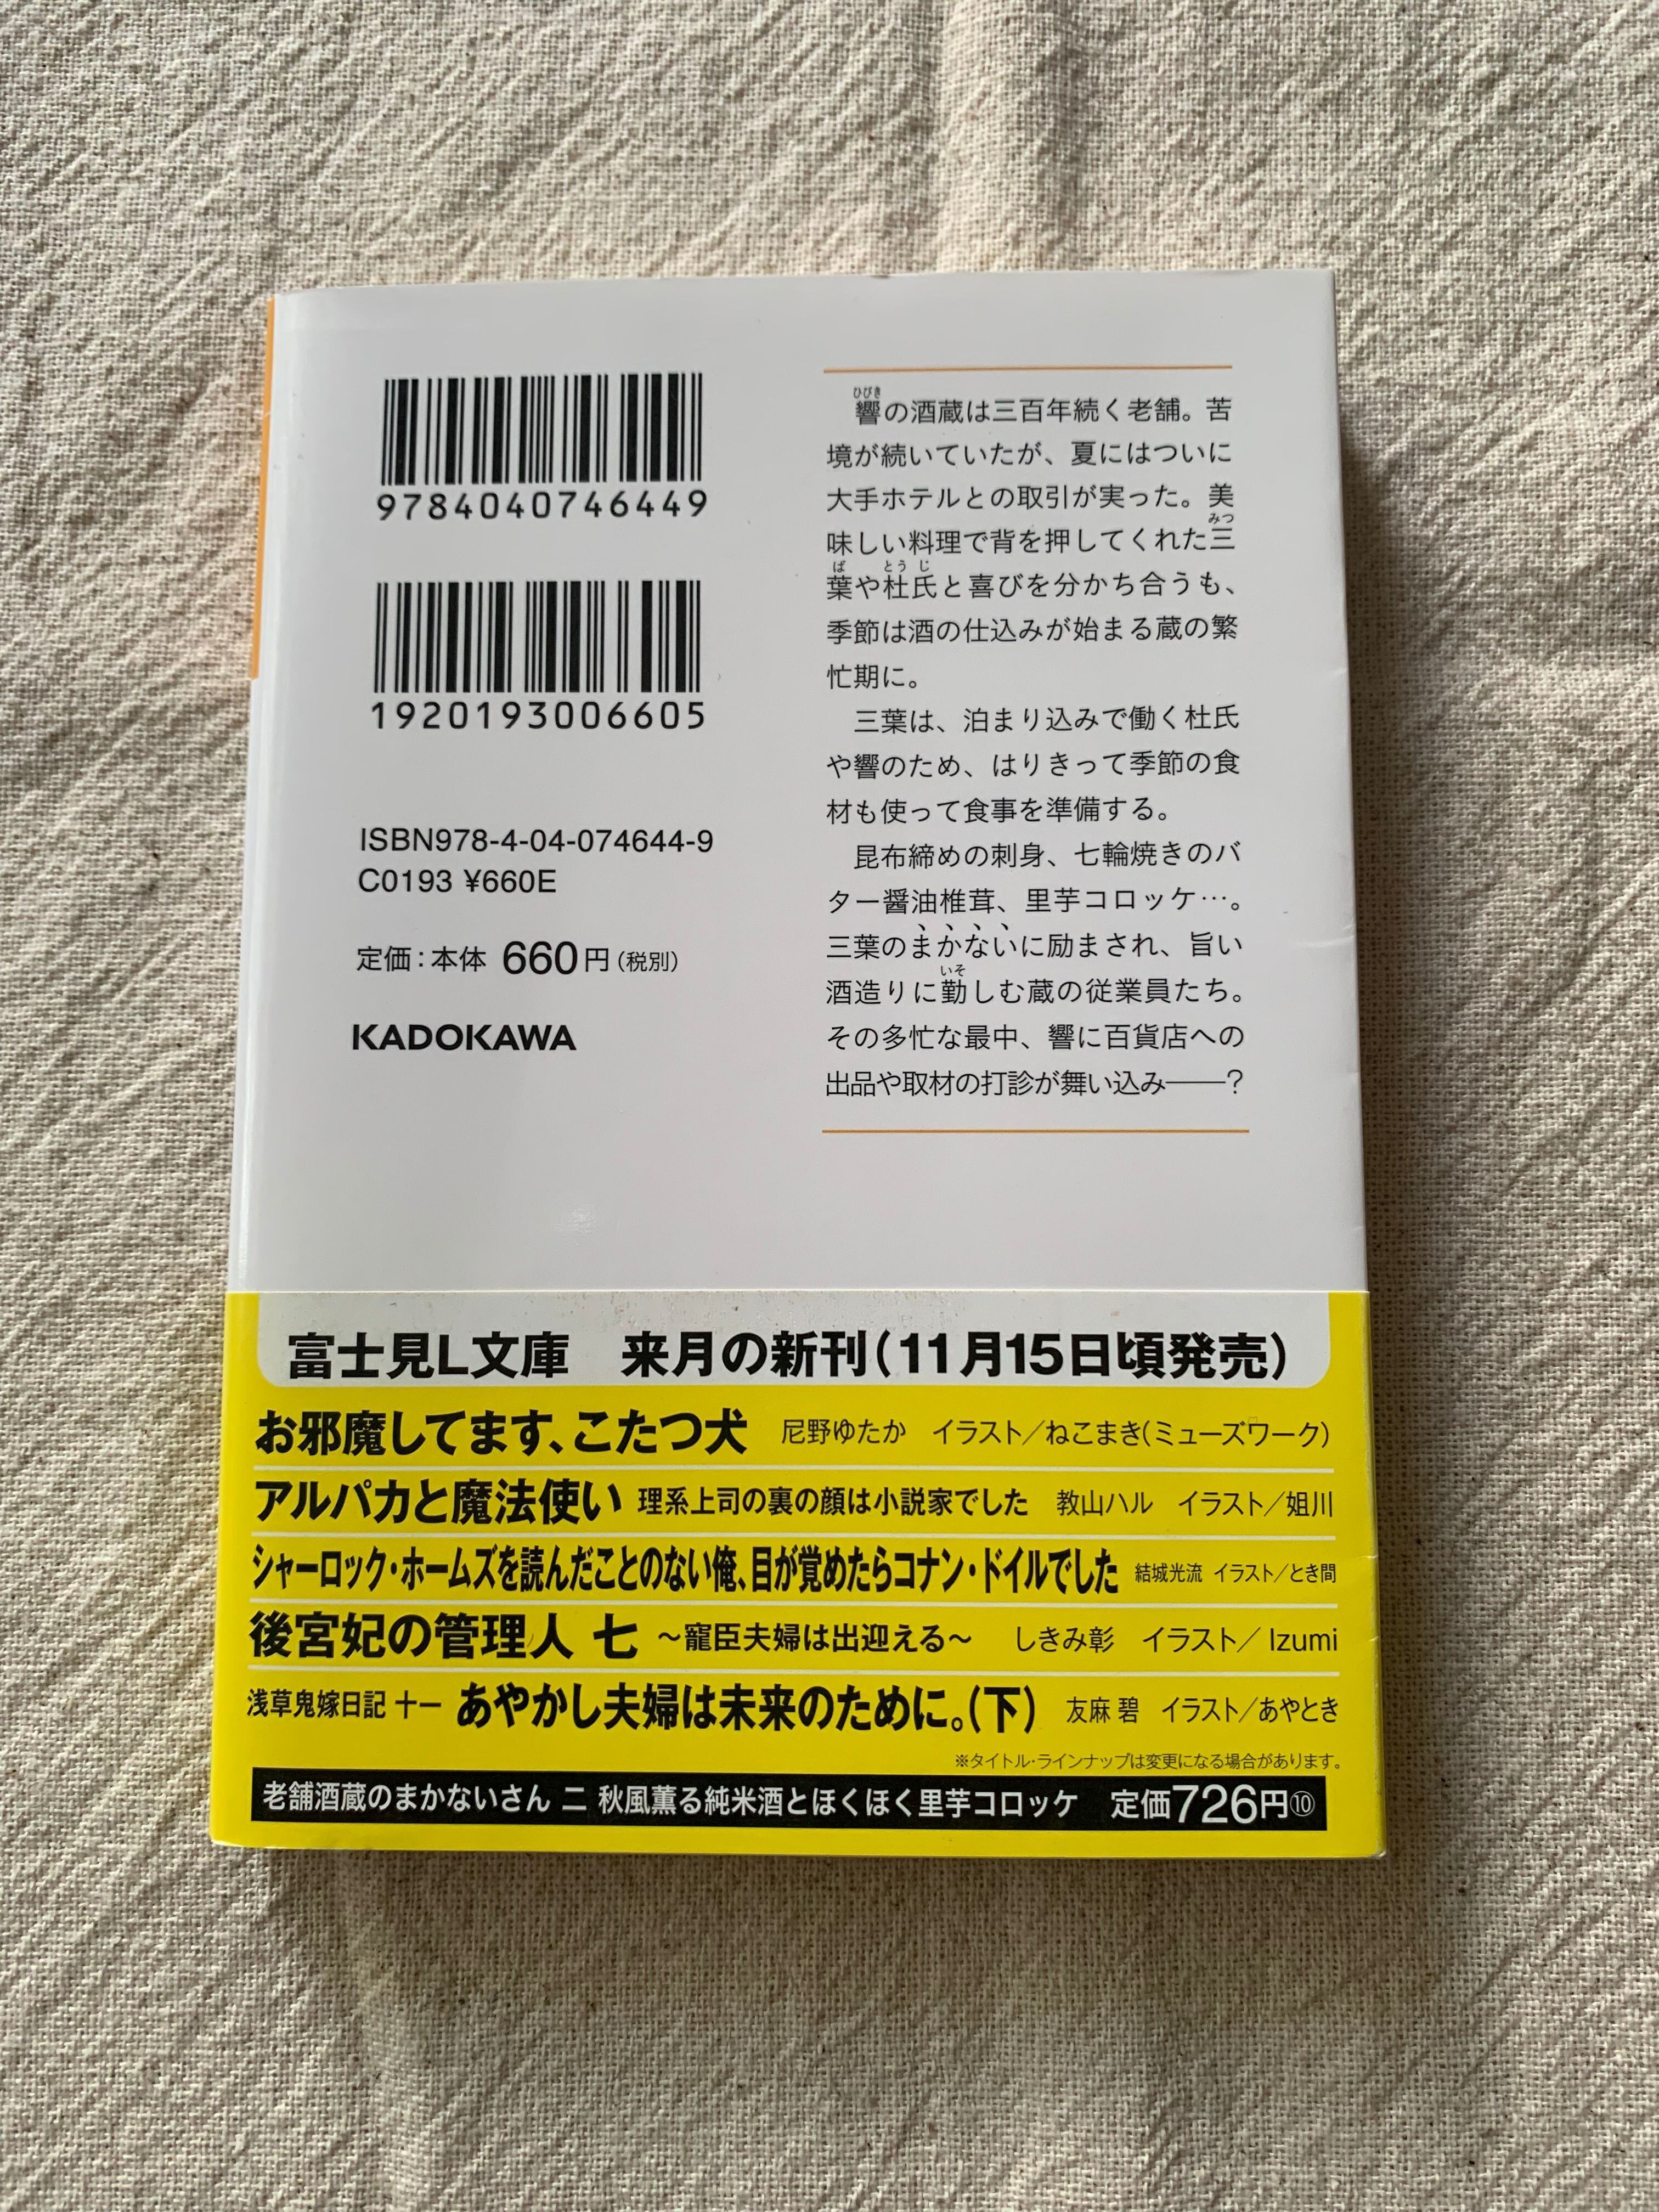 9784040746449
1920193006605
ISBN978-4-04-074644-9
C0193 ¥660E
定価:本体 660円(税別)
KADOKAWA
ひびき
響の酒蔵は三百年続く老舗。苦
境が続いていたが、夏にはついに
大手ホテルとの取引が実った。美
みつ
味しい料理で背を押してくれた三
ば とうじ
葉や杜氏と喜びを分かち合うも、
季節は酒の仕込みが始まる蔵の繁
忙期に。
三葉は、泊まり込みで働く杜氏
や響のため、はりきって季節の食
材も使って食事を準備する。
昆布締めの刺身、七輪焼きのバ
ター醤油椎茸、里芋コロッケ…。
三葉のまかないに励まされ、旨い
いそ
酒造りに勤しむ蔵の従業員たち。
その多忙な最中、響に百貨店への
出品や取材の打診が舞い込み――?
富士見L文庫 来月の新刊(11月15日頃発売)
お邪魔してます、こたつ犬 尼野ゆたか イラスト/ねこまき(ミューズワーク)
アルパカと魔法使い 理系上司の裏の顔は小説家でした 教山ハル イラスト/姐川
シャーロック・ホームズを読んだことのない俺、目が覚めたらコナン・ドイルでした 結城光流 イラスト/とき間
後宮妃の管理人 七 ~寵臣夫婦は出迎える~ しきみ彰 イラスト/Izumi
浅草鬼嫁日記 十一 あやかし夫婦は未来のために。(下) 友麻 碧 イラスト/あやとき
※タイトル・ラインナップは変更になる場合があります。
老舗酒蔵のまかないさん 二 秋風薫る純米酒とほくほく里芋コロッケ 定価726円⑩